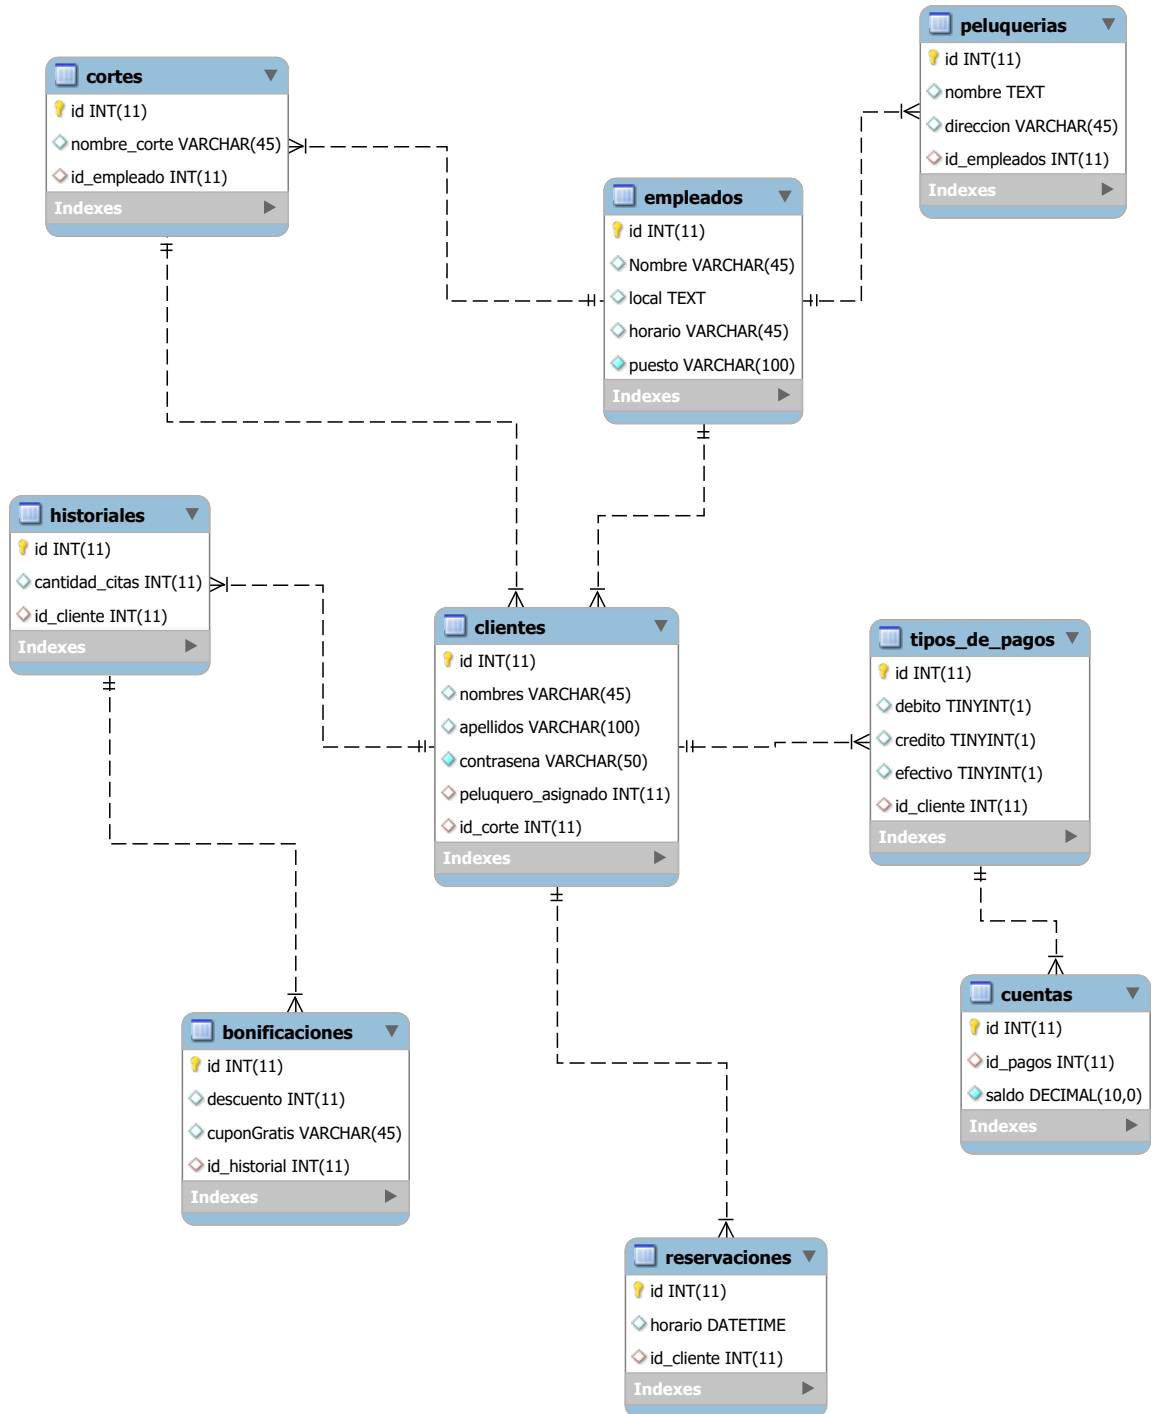 peluquerias
id INT(11)
nombre TEXT
direccion VARCHAR(45)
id_empleados INT(11)
Indexes
cortes
id INT(11)
nombre_corte VARCHAR(45)
id_empleado INT(11)
Indexes
empleados
id INT(11)
Nombre VARCHAR(45)
local TEXT
horario VARCHAR(45)
puesto VARCHAR(100)
Indexes
historiales
id INT(11)
cantidad_citas INT(11)
id_cliente INT(11)
Indexes
clientes
id INT(11)
nombres VARCHAR(45)
apellidos VARCHAR(100)
contrasena VARCHAR(50)
peluquero_asignado INT(11)
id_corte INT(11)
Indexes
tipos_de_pagos
id INT(11)
debito TINYINT(1)
credito TINYINT(1)
efectivo TINYINT(1)
id_cliente INT(11)
Indexes
cuentas
id INT(11)
id_pagos INT(11)
saldo DECIMAL(10,0)
Indexes
bonificaciones
id INT(11)
descuento INT(11)
cuponGratis VARCHAR(45)
id_historial INT(11)
Indexes
reservaciones
id INT(11)
horario DATETIME
id_cliente INT(11)
Indexes